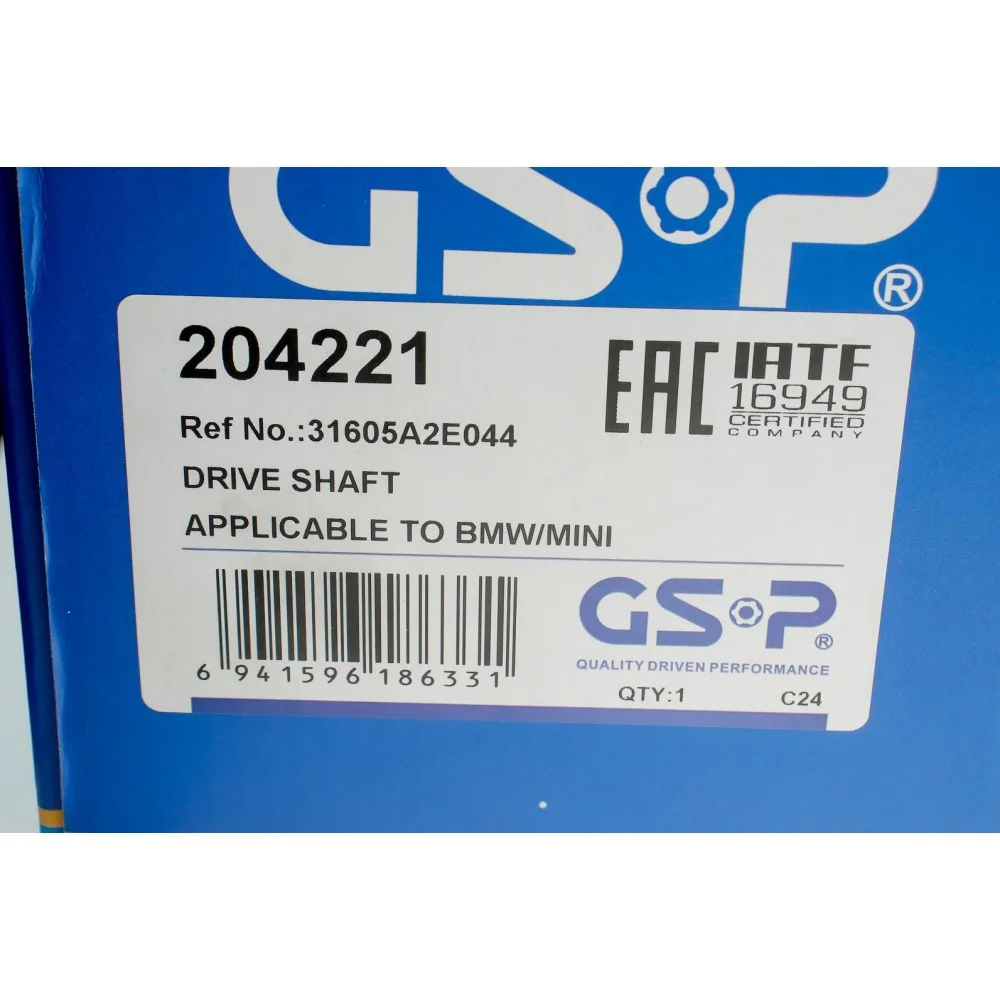 GSP®
204221
EAC
IATF
16949
CERTIFIED
COMPANY
Ref No.:31605A2E044
DRIVE SHAFT
APPLICABLE TO BMW/MINI
GSP®
QUALITY DRIVEN PERFORMANCE
6 941596 186331
QTY:1 C24